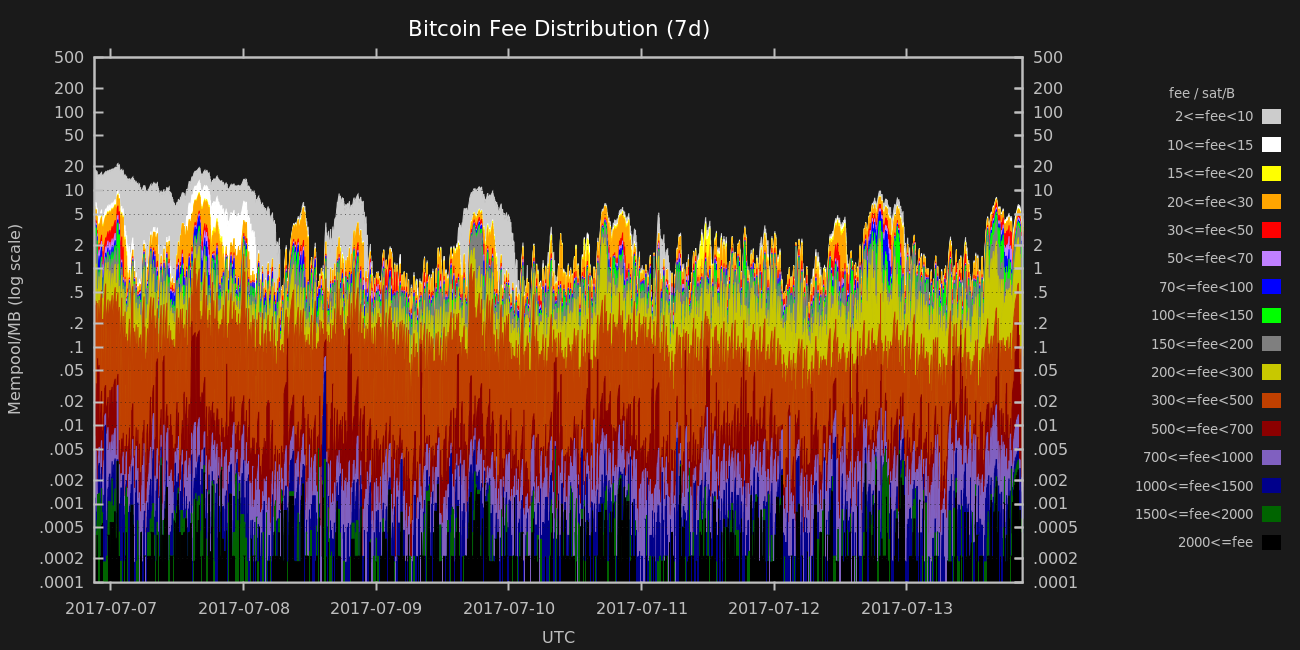 Bitcoin Fee Distribution (7d)
500
200
100
50
20
10
5
2
1
.5
.2
.1
.05
.02
.01
.005
.002
.001
.0005
.0002
.0001
Mempool/MB (log scale)
500
200
100
50
20
10
5
2
1
.5
.2
.1
.05
.02
.01
.005
.002
.001
.0005
.0002
.0001
2017-07-07 2017-07-08 2017-07-09 2017-07-10 2017-07-11 2017-07-12 2017-07-13
UTC
fee / sat/B
2<=fee<10
10<=fee<15
15<=fee<20
20<=fee<30
30<=fee<50
50<=fee<70
70<=fee<100
100<=fee<150
150<=fee<200
200<=fee<300
300<=fee<500
500<=fee<700
700<=fee<1000
1000<=fee<1500
1500<=fee<2000
2000<=fee